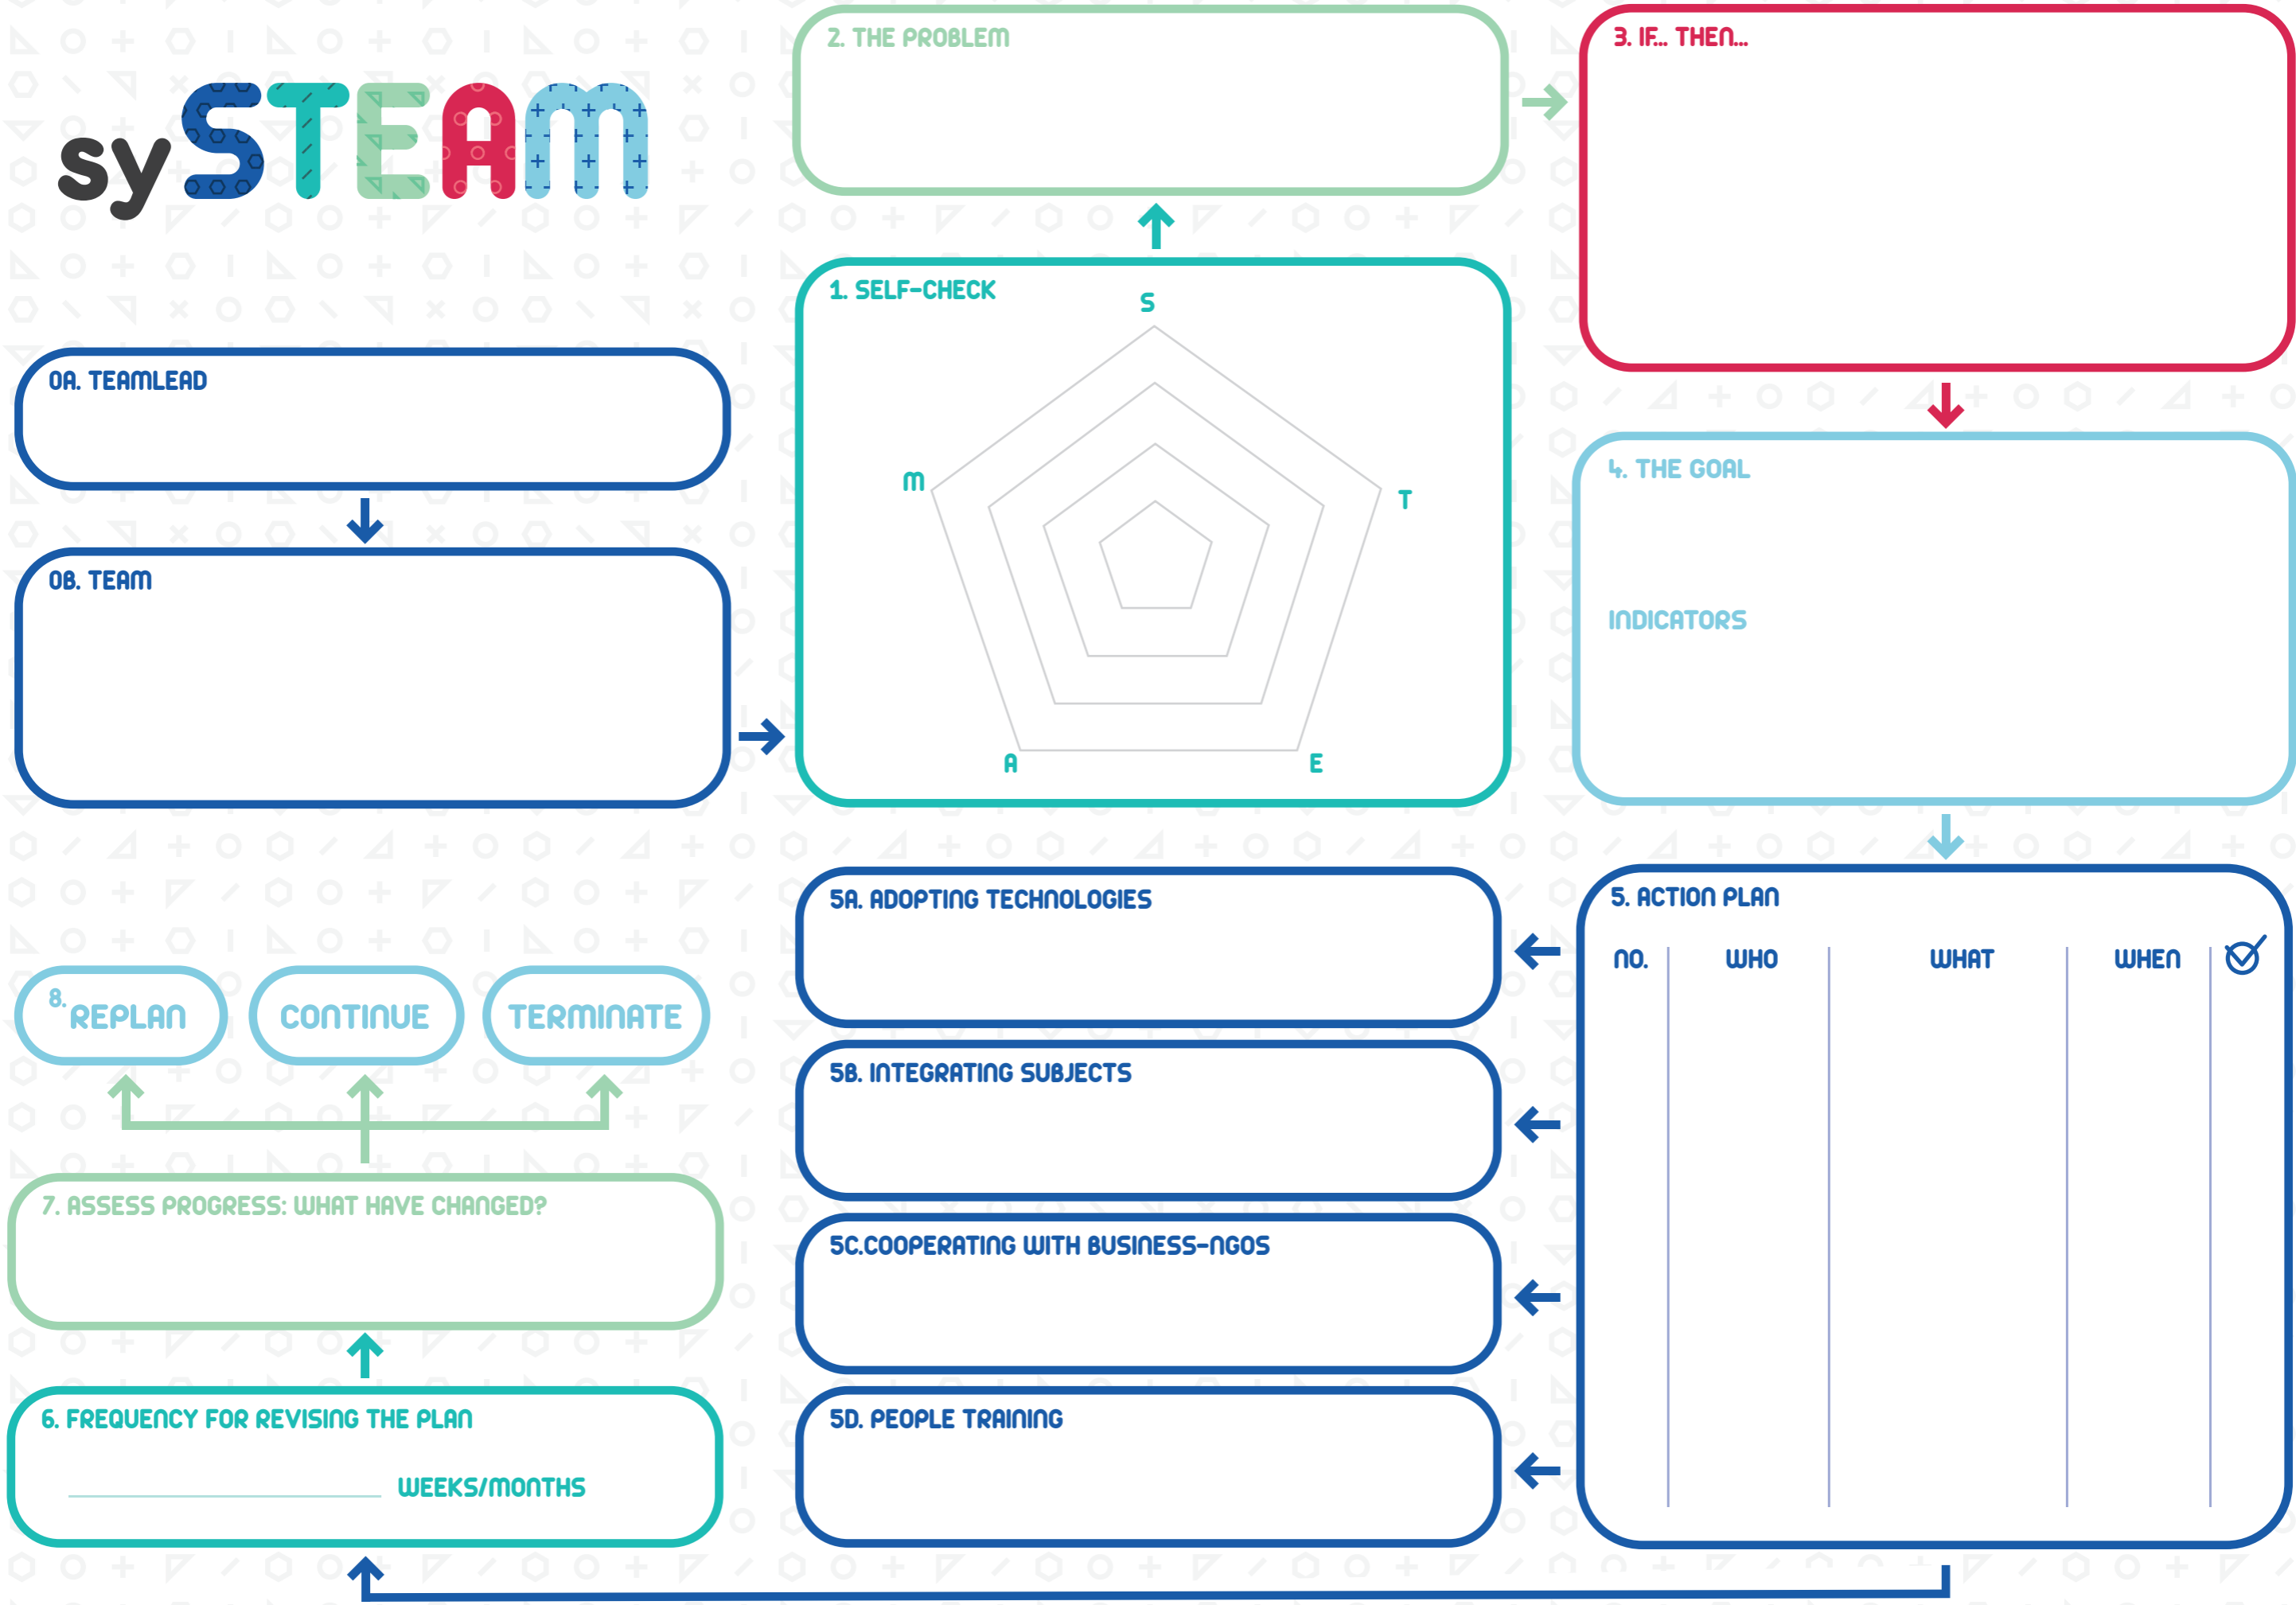 sySTEAM
0A. TEAMLEAD
0B. TEAM
1. SELF-CHECK
S
M
T
A
E
2. THE PROBLEM
3. IF... THEN...
4. THE GOAL
INDICATORS
5. ACTION PLAN
NO. WHO WHAT WHEN
5A. ADOPTING TECHNOLOGIES
5B. INTEGRATING SUBJECTS
5C.COOPERATING WITH BUSINESS-NGOS
5D. PEOPLE TRAINING
6. FREQUENCY FOR REVISING THE PLAN
WEEKS/MONTHS
7. ASSESS PROGRESS: WHAT HAVE CHANGED?
8. REPLAN
CONTINUE
TERMINATE